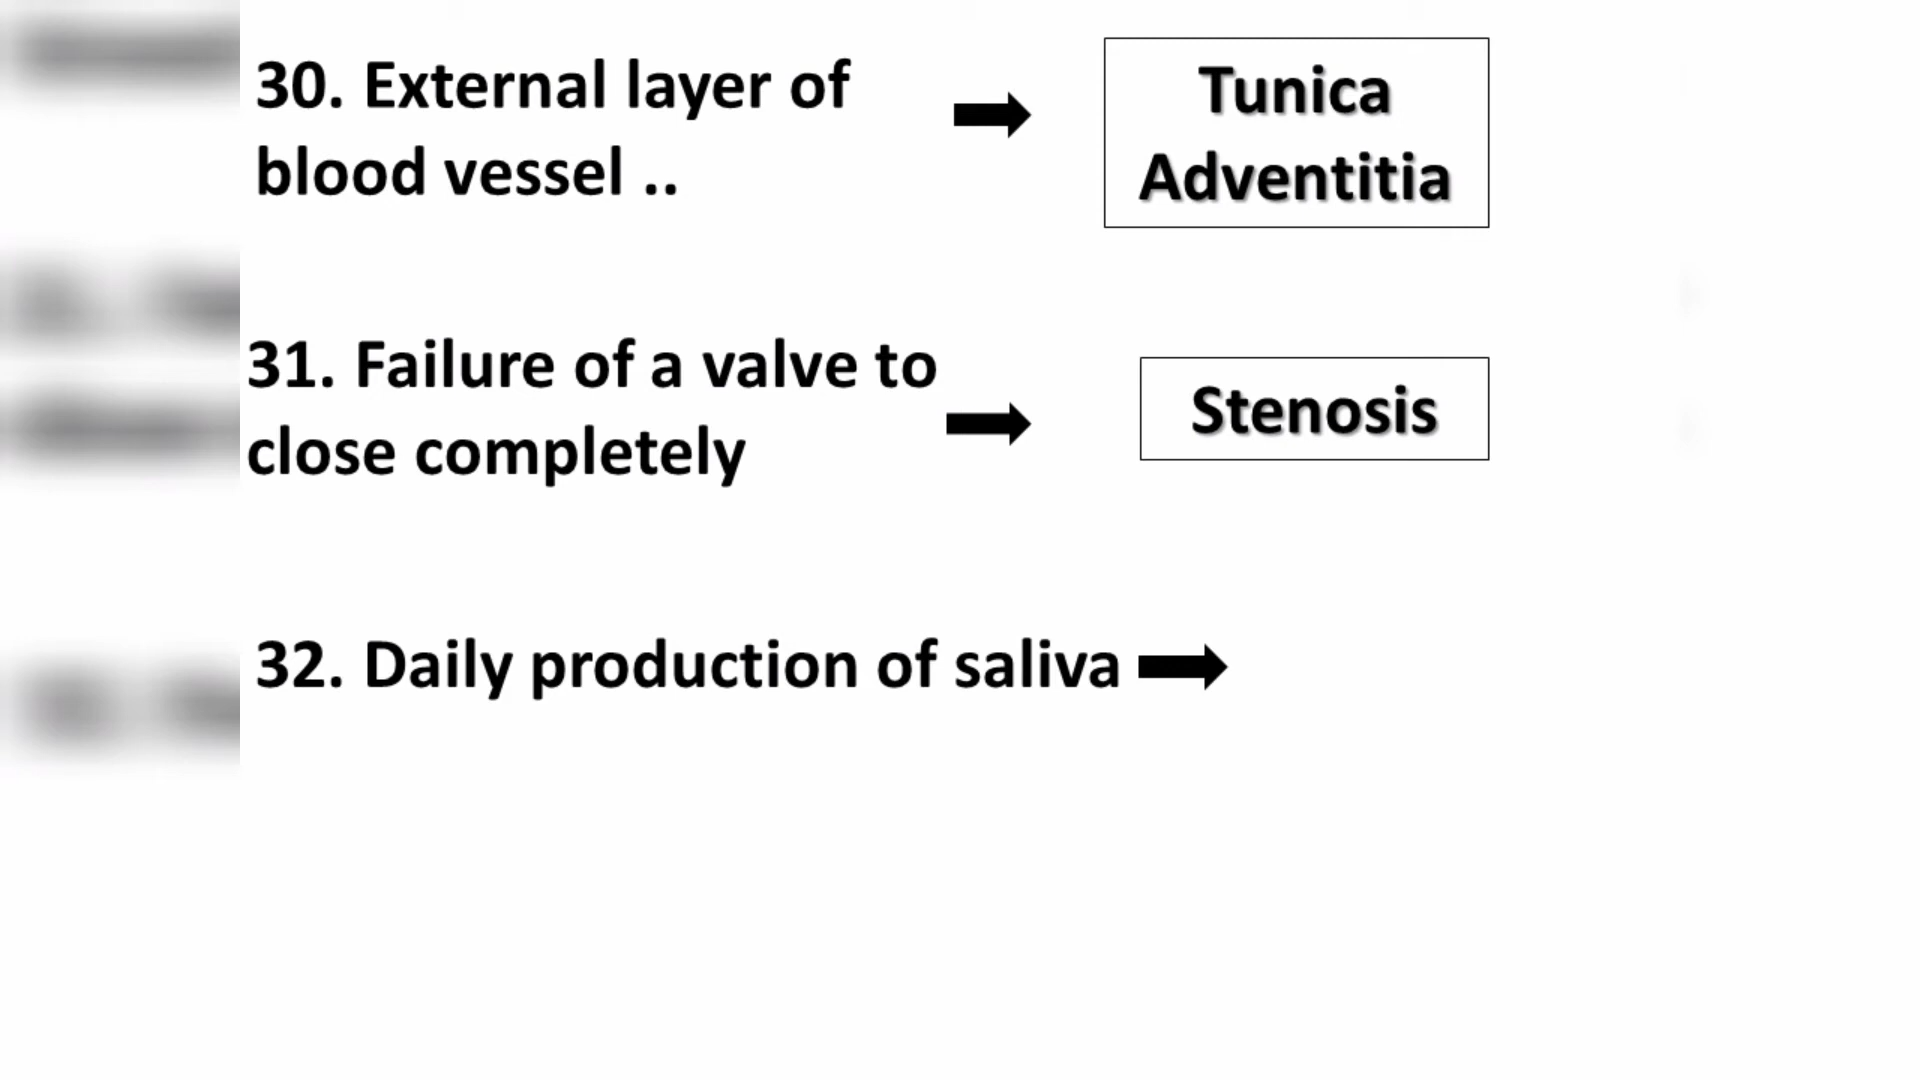 30. External layer of
blood vessel ..
Tunica
Adventitia
31. Failure of a valve to
close completely
Stenosis
32. Daily production of saliva